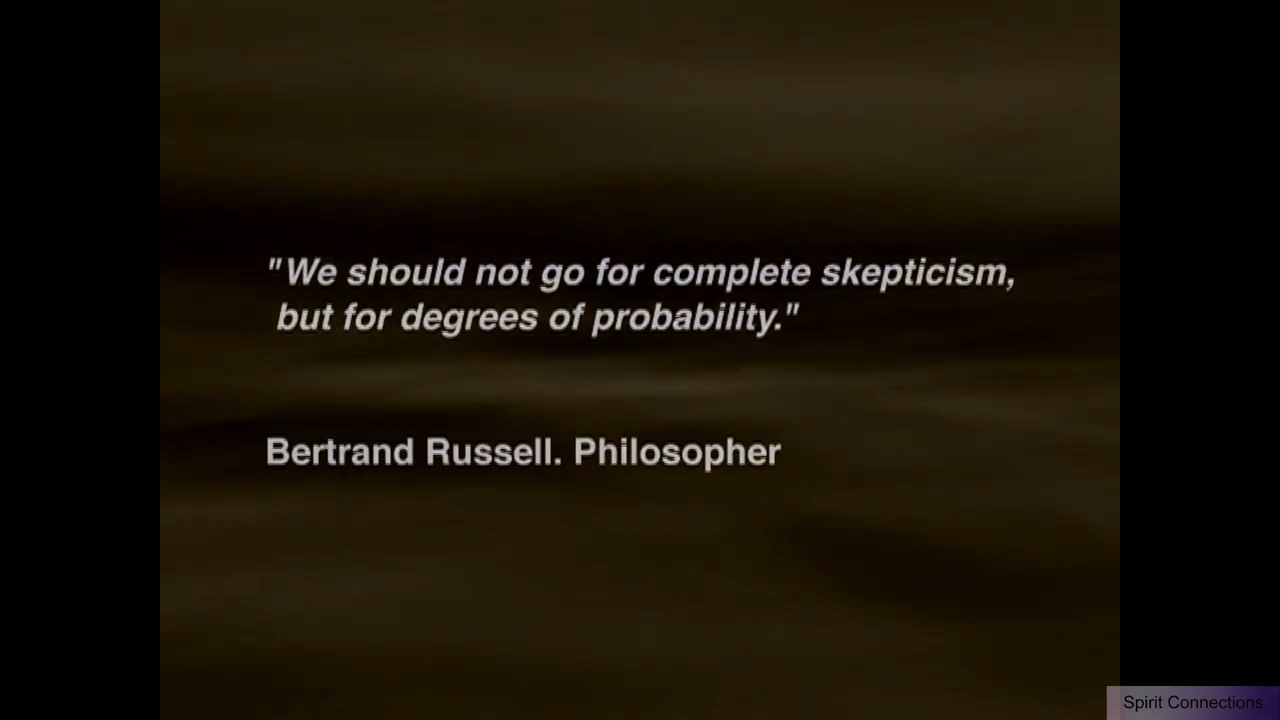 "We should not go for complete skepticism,
but for degrees of probability."
Bertrand Russell. Philosopher
Spirit Connections